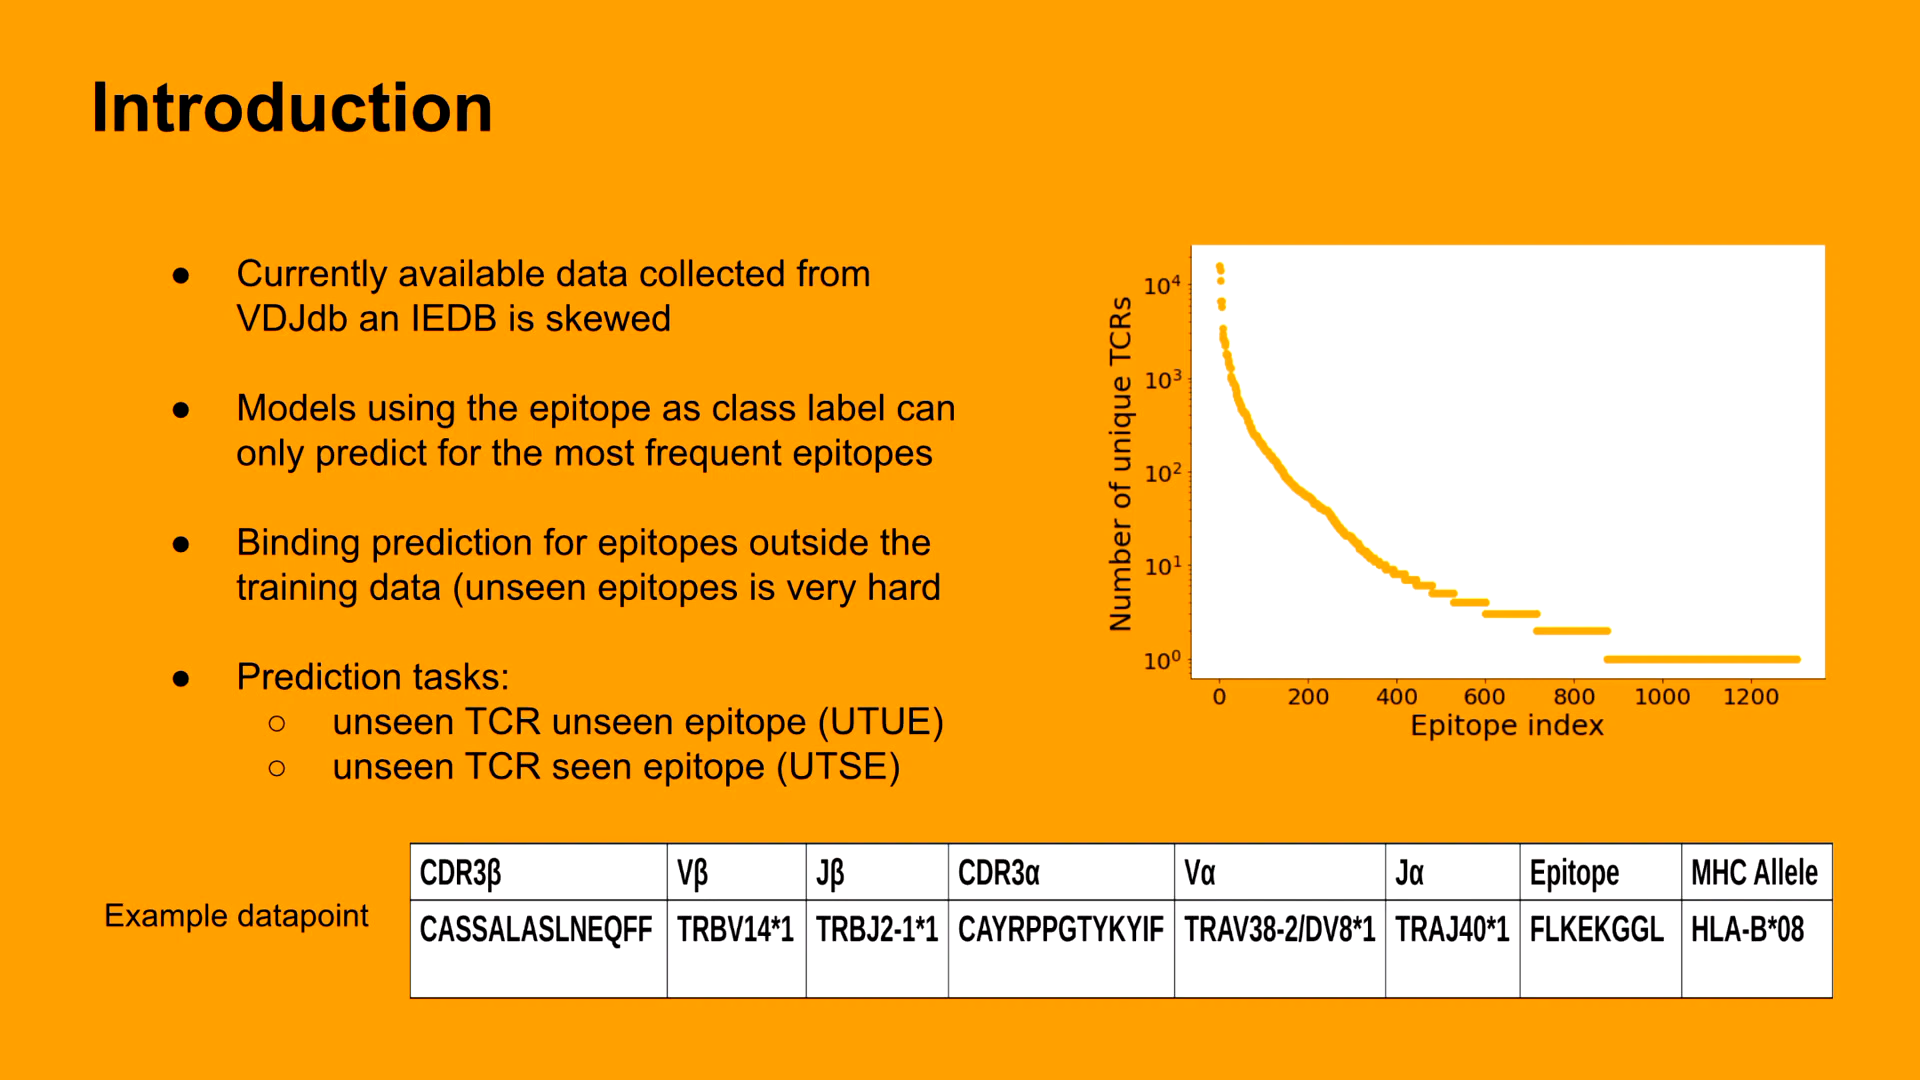 Introduction
● Currently available data collected from
VDJdb an IEDB is skewed
● Models using the epitope as class label can
only predict for the most frequent epitopes
● Binding prediction for epitopes outside the
training data (unseen epitopes is very hard
● Prediction tasks:
○ unseen TCR unseen epitope (UTUE)
○ unseen TCR seen epitope (UTSE)
Number of unique TCRs
10⁴
10³
10²
10¹
10⁰
0 200 400 600 800 1000 1200
Epitope index
Example datapoint
CDR3β Vβ Jβ CDR3α Vα Jα Epitope MHC Allele
CASSALASLNEQFF TRBV14*1 TRBJ2-1*1 CAYRPPGTYKYIF TRAV38-2/DV8*1 TRAJ40*1 FLKEKGGL HLA-B*08